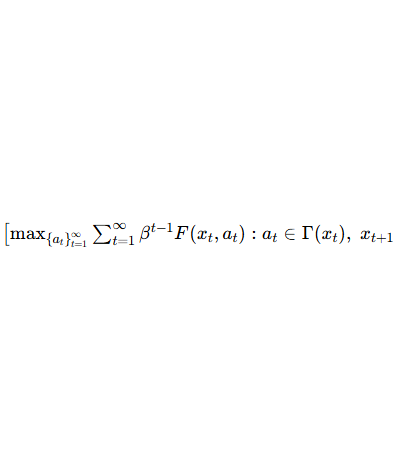 [max_{\{a_t\}_{t=1}^{\infty}} \sum_{t=1}^{\infty} \beta^{t-1} F(x_t, a_t) : a_t \in \Gamma(x_t), \; x_{t+1}